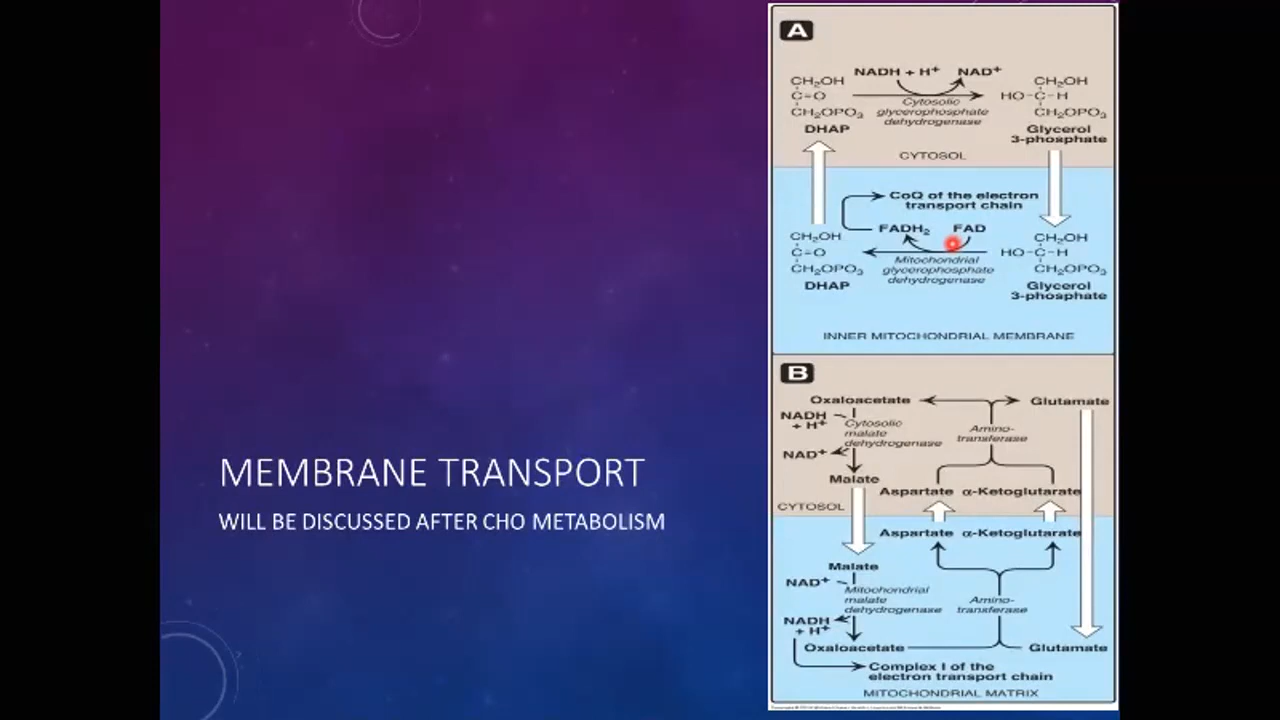 MEMBRANE TRANSPORT
WILL BE DISCUSSED AFTER CHO METABOLISM
A
NADH + H⁺ NAD⁺
CH₂OH
C=O
CH₂OPO₃
DHAP
Cytosolic
glycerophosphate
dehydrogenase
CH₂OH
HO-C-H
CH₂OPO₃
Glycerol
3-phosphate
CYTOSOL
CoQ of the electron
transport chain
FADH₂ FAD
CH₂OH
C=O
CH₂OPO₃
DHAP
Mitochondrial
glycerophosphate
dehydrogenase
CH₂OH
HO-C-H
CH₂OPO₃
Glycerol
3-phosphate
INNER MITOCHONDRIAL MEMBRANE
B
Oxaloacetate
Glutamate
NADH
+ H⁺
Cytosolic
malate
dehydrogenase
Amino-
transferase
NAD⁺
Malate
Aspartate α-Ketoglutarate
CYTOSOL
Aspartate α-Ketoglutarate
Malate
NAD⁺
Mitochondrial
malate
dehydrogenase
Amino-
transferase
NADH
+ H⁺
Oxaloacetate
Glutamate
Complex I of the
electron transport chain
MITOCHONDRIAL MATRIX